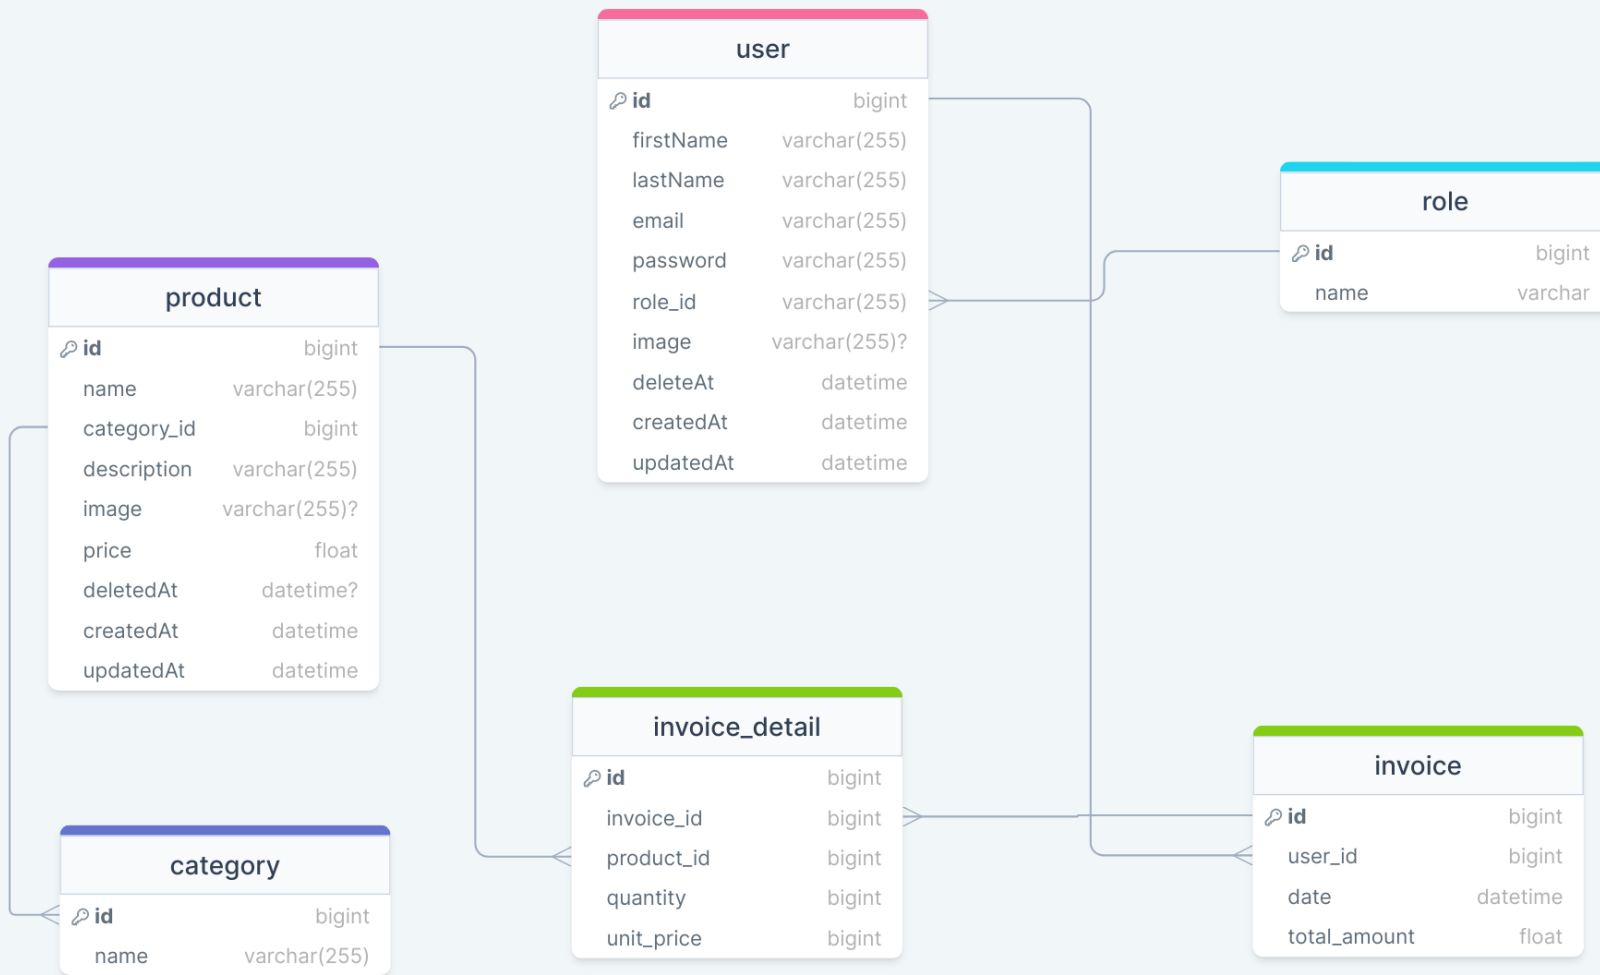 user
id bigint
firstName varchar(255)
lastName varchar(255)
email varchar(255)
password varchar(255)
role_id varchar(255)
image varchar(255)?
deleteAt datetime
createdAt datetime
updatedAt datetime
role
id bigint
name varchar
product
id bigint
name varchar(255)
category_id bigint
description varchar(255)
image varchar(255)?
price float
deletedAt datetime?
createdAt datetime
updatedAt datetime
invoice_detail
id bigint
invoice_id bigint
product_id bigint
quantity bigint
unit_price bigint
invoice
id bigint
user_id bigint
date datetime
total_amount float
category
id bigint
name varchar(255)